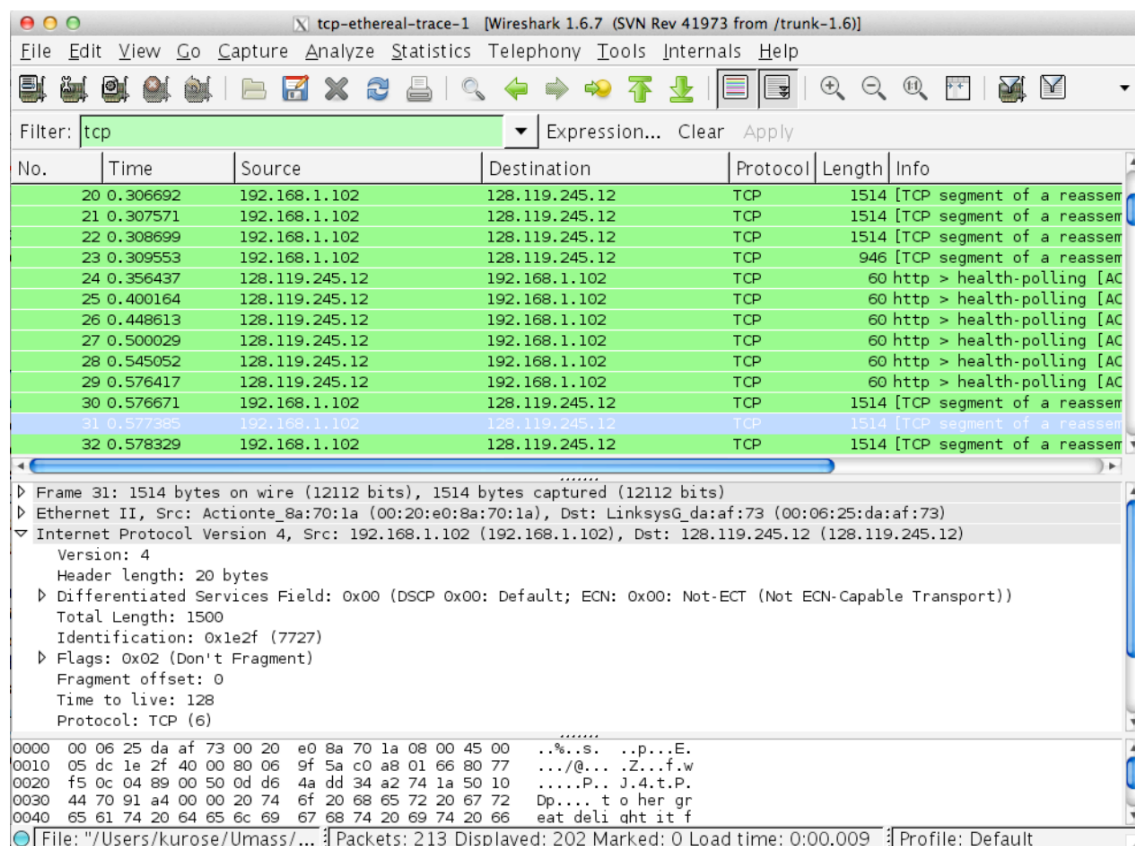 tcp-ethereal-trace-1 [Wireshark 1.6.7 (SVN Rev 41973 from /trunk-1.6)]
File Edit View Go Capture Analyze Statistics Telephony Tools Internals Help
Filter: tcp Expression... Clear Apply
No. Time Source Destination Protocol Length Info
20 0.306692 192.168.1.102 128.119.245.12 TCP 1514 [TCP segment of a reassem
21 0.307571 192.168.1.102 128.119.245.12 TCP 1514 [TCP segment of a reassem
22 0.308699 192.168.1.102 128.119.245.12 TCP 1514 [TCP segment of a reassem
23 0.309553 192.168.1.102 128.119.245.12 TCP 946 [TCP segment of a reassem
24 0.356437 128.119.245.12 192.168.1.102 TCP 60 http > health-polling [AC
25 0.400164 128.119.245.12 192.168.1.102 TCP 60 http > health-polling [AC
26 0.448613 128.119.245.12 192.168.1.102 TCP 60 http > health-polling [AC
27 0.500029 128.119.245.12 192.168.1.102 TCP 60 http > health-polling [AC
28 0.545052 128.119.245.12 192.168.1.102 TCP 60 http > health-polling [AC
29 0.576417 128.119.245.12 192.168.1.102 TCP 60 http > health-polling [AC
30 0.576671 192.168.1.102 128.119.245.12 TCP 1514 [TCP segment of a reassem
31 0.577385 192.168.1.102 128.119.245.12 TCP 1514 [TCP segment of a reassem
32 0.578329 192.168.1.102 128.119.245.12 TCP 1514 [TCP segment of a reassem
Frame 31: 1514 bytes on wire (12112 bits), 1514 bytes captured (12112 bits)
Ethernet II, Src: Actionte_8a:70:1a (00:20:e0:8a:70:1a), Dst: LinksysG_da:af:73 (00:06:25:da:af:73)
Internet Protocol Version 4, Src: 192.168.1.102 (192.168.1.102), Dst: 128.119.245.12 (128.119.245.12)
Version: 4
Header length: 20 bytes
Differentiated Services Field: 0x00 (DSCP 0x00: Default; ECN: 0x00: Not-ECT (Not ECN-Capable Transport))
Total Length: 1500
Identification: 0x1e2f (7727)
Flags: 0x02 (Don't Fragment)
Fragment offset: 0
Time to live: 128
Protocol: TCP (6)
0000 00 06 25 da af 73 00 20 e0 8a 70 1a 08 00 45 00 ..%..s. ..p...E.
0010 05 dc 1e 2f 40 00 80 06 9f 5a c0 a8 01 66 80 77 .../@... .Z...f.w
0020 f5 0c 04 89 00 50 0d d6 4a dd 34 a2 74 1a 50 10 .....P.. J.4.t.P.
0030 44 70 91 a4 00 00 20 74 6f 20 68 65 72 20 67 72 Dp.... t o her gr
0040 65 61 74 20 64 65 6c 69 67 68 74 20 69 74 20 66 eat deli ght it f
File: "/Users/kurose/Umass/... Packets: 213 Displayed: 202 Marked: 0 Load time: 0:00.009 Profile: Default